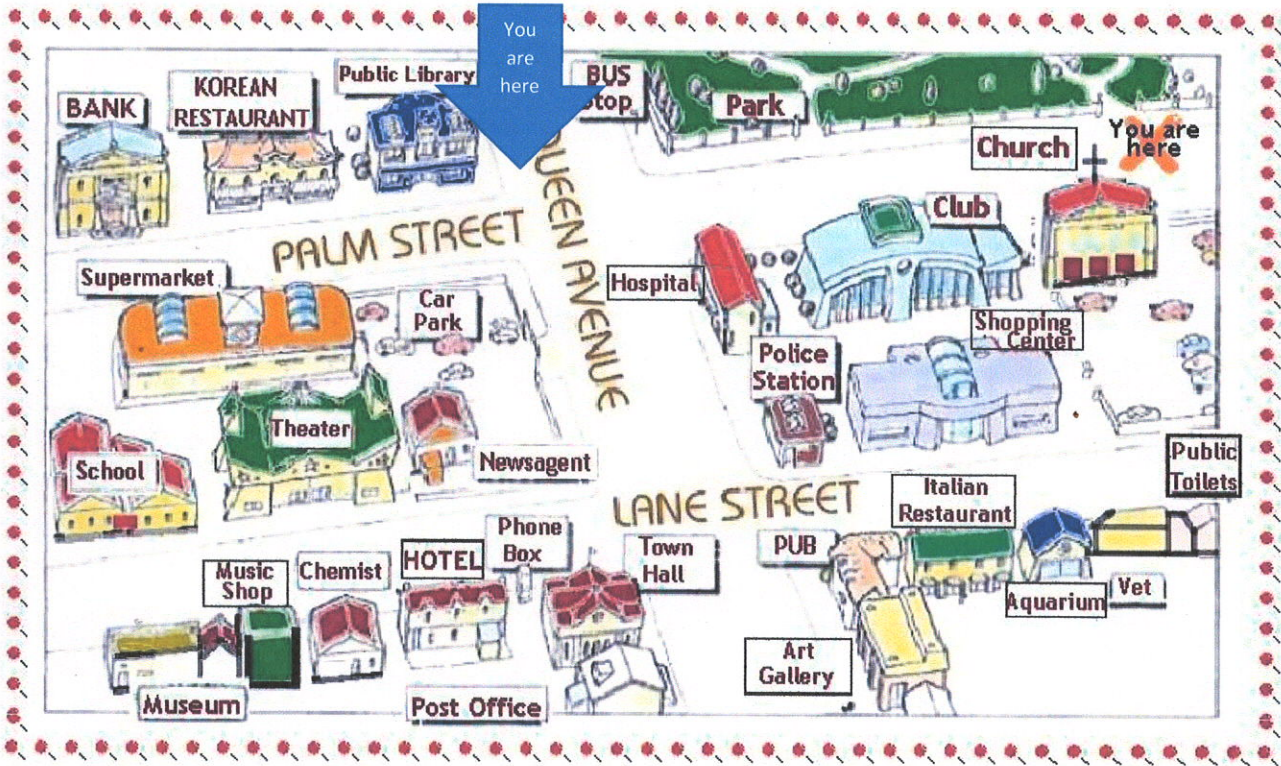 You
are
here
BANK
KOREAN
RESTAURANT
Public Library
BUS
Stop
Park
You are
here
Church
Club
PALM STREET
QUEEN AVENUE
Supermarket
Car
Park
Hospital
Shopping
Center
Police
Station
Theater
School
Newsagent
Public
Toilets
LANE STREET
Italian
Restaurant
Music
Shop
Chemist
HOTEL
Phone
Box
Town
Hall
PUB
Aquarium
Vet
Museum
Post Office
Art
Gallery